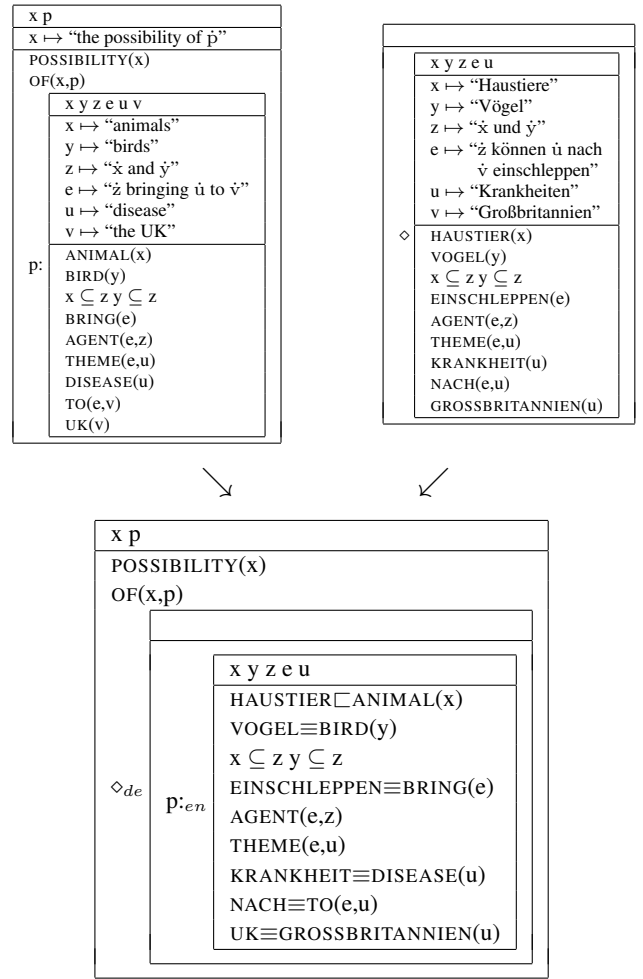 x p
x ↦ “the possibility of ṗ”
POSSIBILITY(x)
OF(x,p)
x y z e u v
x ↦ “animals”
y ↦ “birds”
z ↦ “ẋ and ẏ”
e ↦ “ż bringing u̇ to v̇”
u ↦ “disease”
v ↦ “the UK”
p:
ANIMAL(x)
BIRD(y)
x ⊆ z y ⊆ z
BRING(e)
AGENT(e,z)
THEME(e,u)
DISEASE(u)
TO(e,v)
UK(v)
x y z e u
x ↦ “Haustiere”
y ↦ “Vögel”
z ↦ “ẋ und ẏ”
e ↦ “ż können u̇ nach
v̇ einschleppen”
u ↦ “Krankheiten”
v ↦ “Großbritannien”
◇
HAUSTIER(x)
VOGEL(y)
x ⊆ z y ⊆ z
EINSCHLEPPEN(e)
AGENT(e,z)
THEME(e,u)
KRANKHEIT(u)
NACH(e,u)
GROSSBRITANNIEN(u)
x p
POSSIBILITY(x)
OF(x,p)
◇de
p:en
x y z e u
HAUSTIER⊏ANIMAL(x)
VOGEL≡BIRD(y)
x ⊆ z y ⊆ z
EINSCHLEPPEN≡BRING(e)
AGENT(e,z)
THEME(e,u)
KRANKHEIT≡DISEASE(u)
NACH≡TO(e,u)
UK≡GROSSBRITANNIEN(u)